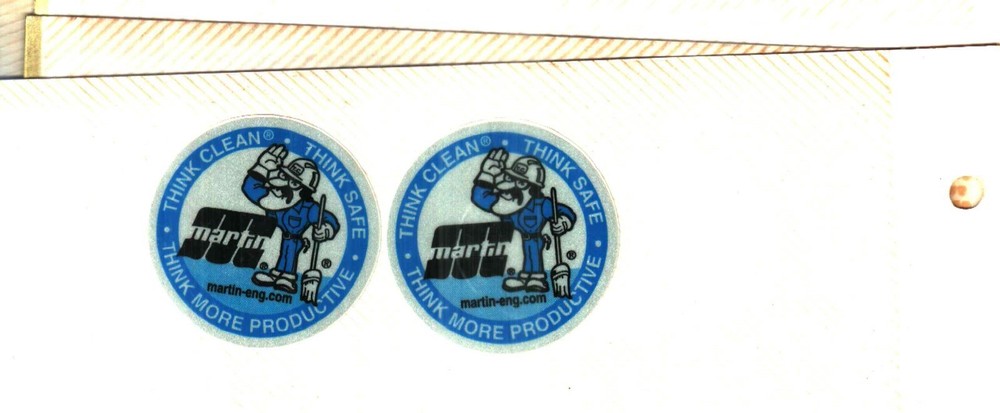 THINK CLEAN® • THINK SAFE • THINK MORE PRODUCTIVE •
martin
®
®
martin-eng.com
THINK CLEAN® • THINK SAFE • THINK MORE PRODUCTIVE •
martin
®
®
martin-eng.com